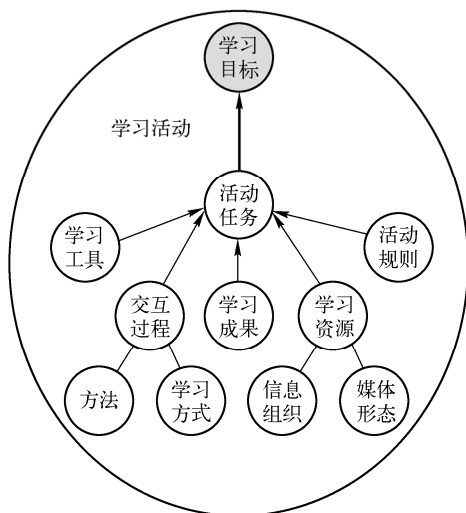 学习
目标
学习活动
活动
任务
学习
工具
活动
规则
交互
过程
学习
成果
学习
资源
方法
学习
方式
信息
组织
媒体
形态